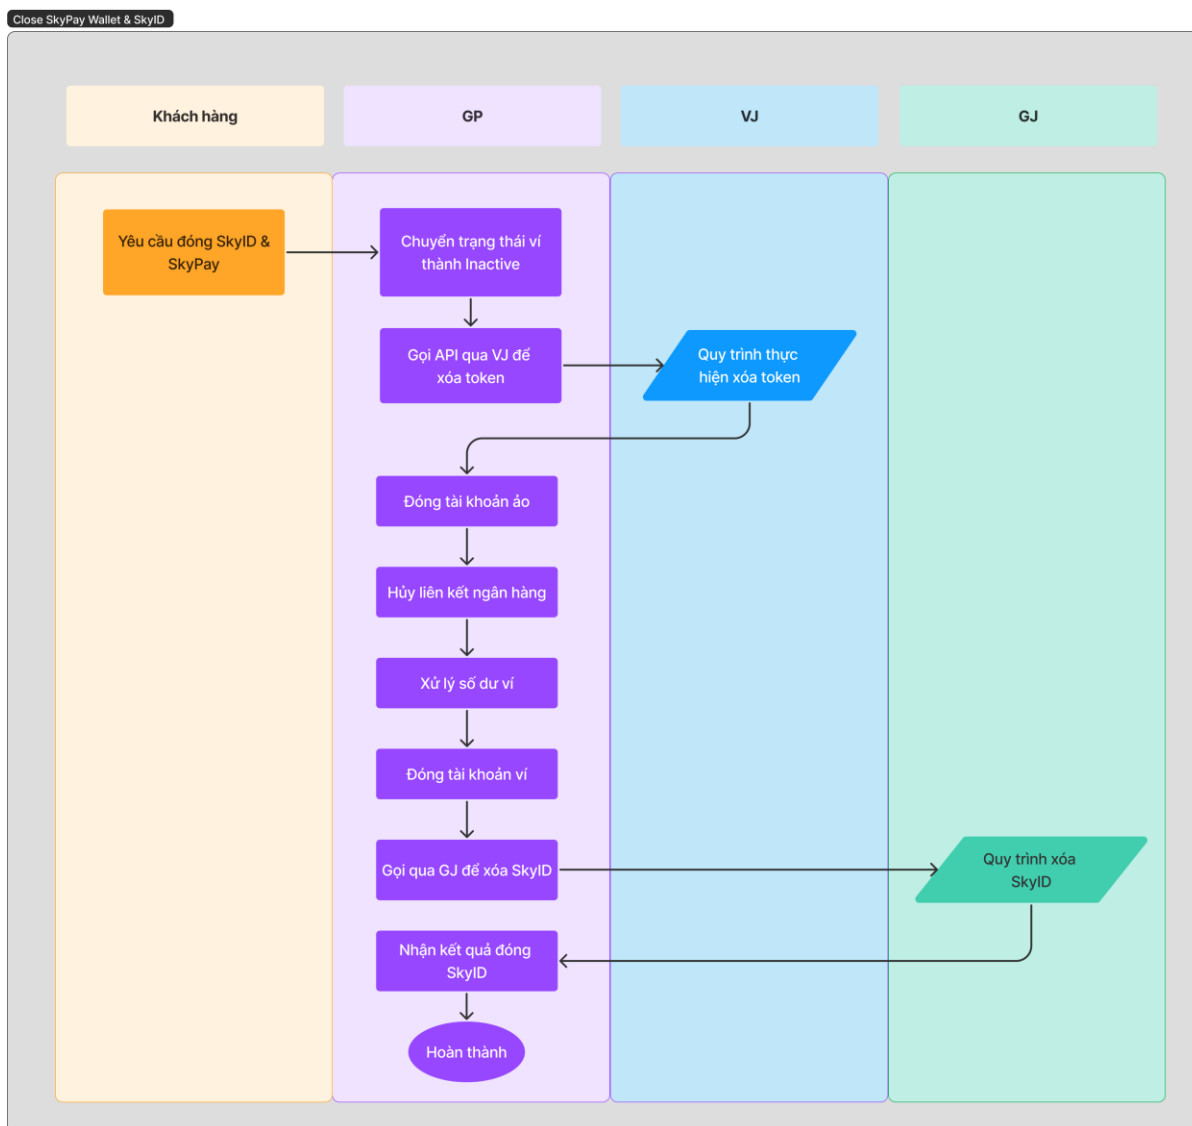 Close SkyPay Wallet & SkyID
Khách hàng
GP
VJ
GJ
Yêu cầu đóng SkyID &
SkyPay
Chuyển trạng thái ví
thành Inactive
Gọi API qua VJ để
xóa token
Quy trình thực
hiện xóa token
Đóng tài khoản ảo
Hủy liên kết ngân hàng
Xử lý số dư ví
Đóng tài khoản ví
Gọi qua GJ để xóa SkyID
Quy trình xóa
SkyID
Nhận kết quả đóng
SkyID
Hoàn thành